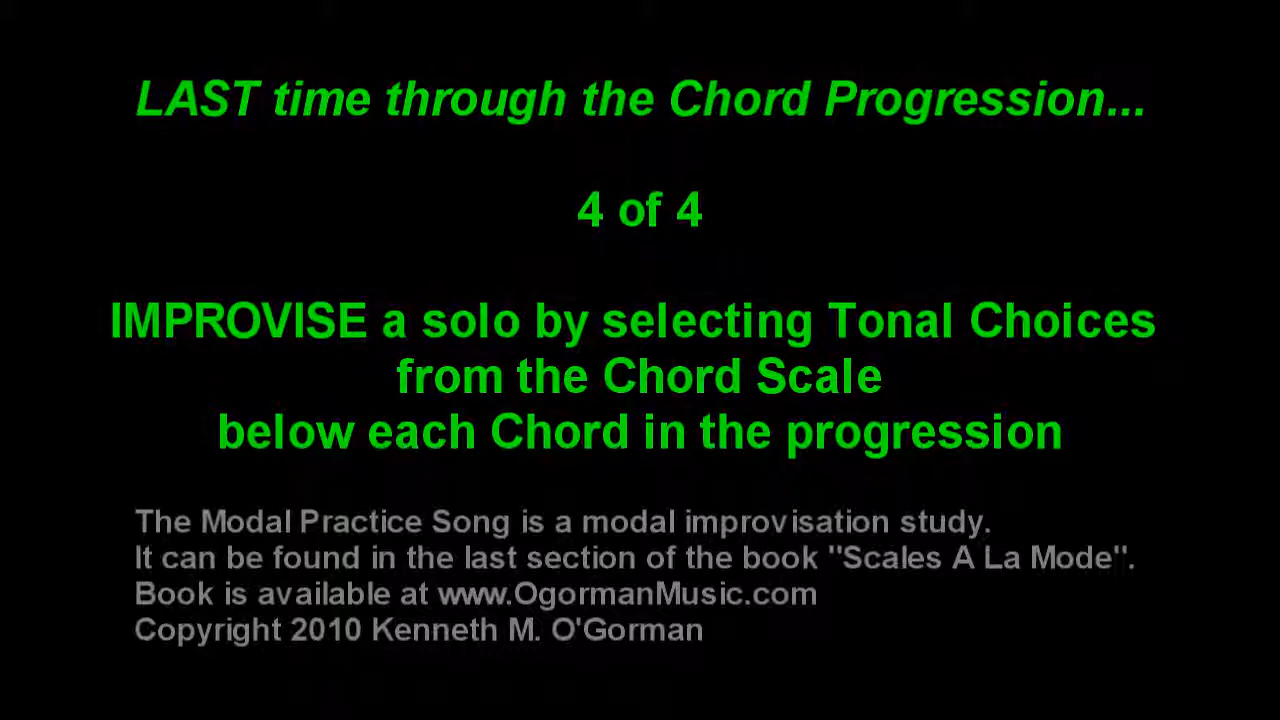 LAST time through the Chord Progression...
4 of 4
IMPROVISE a solo by selecting Tonal Choices
from the Chord Scale
below each Chord in the progression
The Modal Practice Song is a modal improvisation study.
It can be found in the last section of the book "Scales A La Mode".
Book is available at www.OgormanMusic.com
Copyright 2010 Kenneth M. O'Gorman